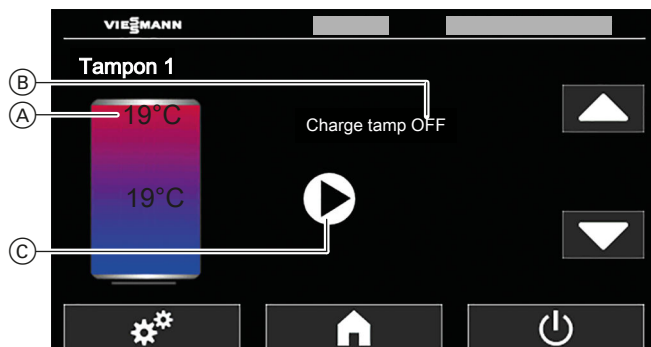 VIESMANN
Tampon 1
B
A
19°C
Charge tamp OFF
19°C
C